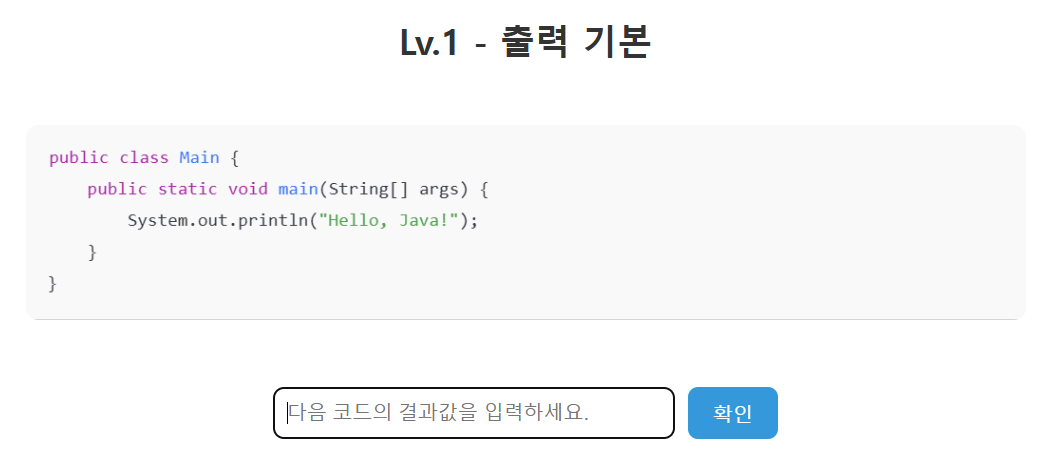 Lv.1 - 출력 기본
public class Main {
    public static void main(String[] args) {
        System.out.println("Hello, Java!");
    }
}
다음 코드의 결과값을 입력하세요.
확인